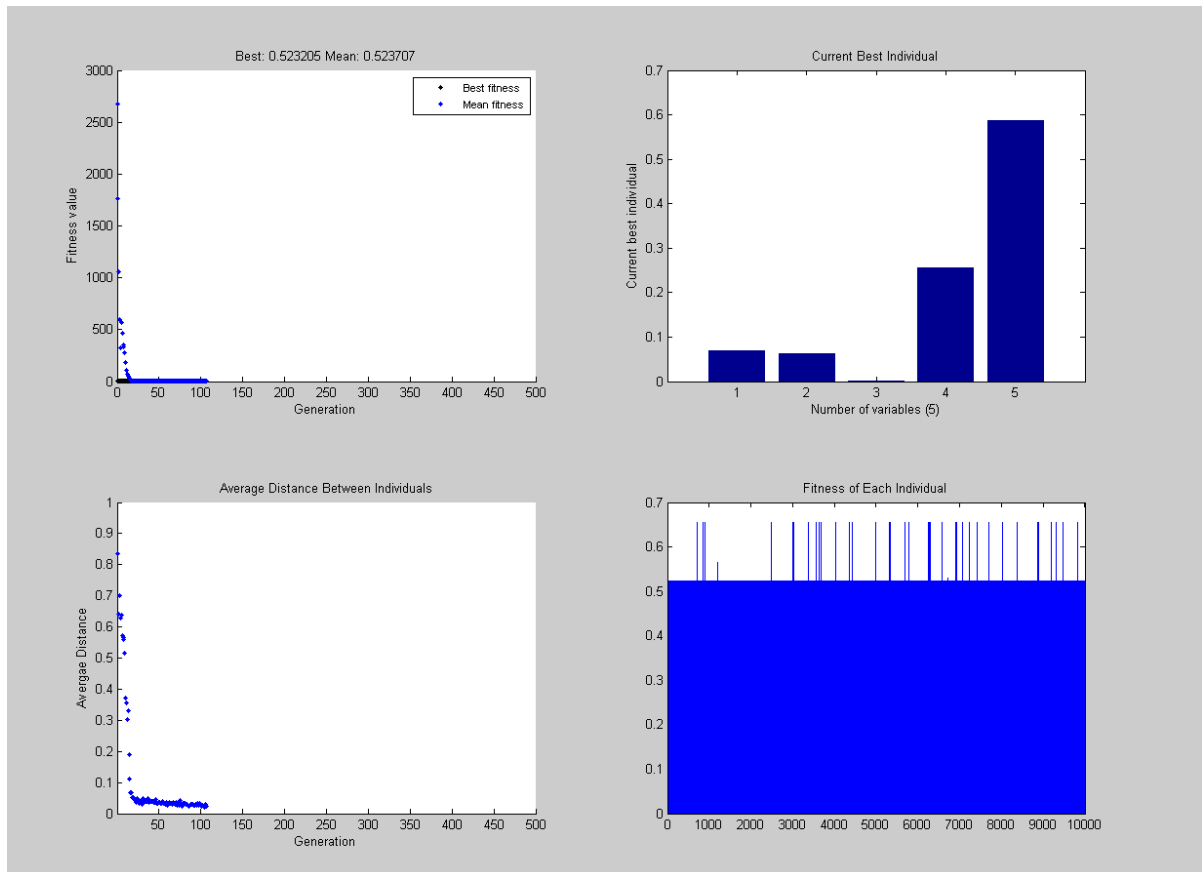 Best: 0.523205 Mean: 0.523707
3000
2500
2000
1500
1000
500
0
Fitness value
Best fitness
Mean fitness
0 50 100 150 200 250 300 350 400 450 500
Generation
Current Best Individual
0.7
0.6
0.5
0.4
0.3
0.2
0.1
0
Current best individual
1 2 3 4 5
Number of variables (5)
Average Distance Between Individuals
1
0.9
0.8
0.7
0.6
0.5
0.4
0.3
0.2
0.1
0
Avergae Distance
50 100 150 200 250 300 350 400 450 500
Generation
Fitness of Each Individual
0.7
0.6
0.5
0.4
0.3
0.2
0.1
0
0 1000 2000 3000 4000 5000 6000 7000 8000 9000 10000